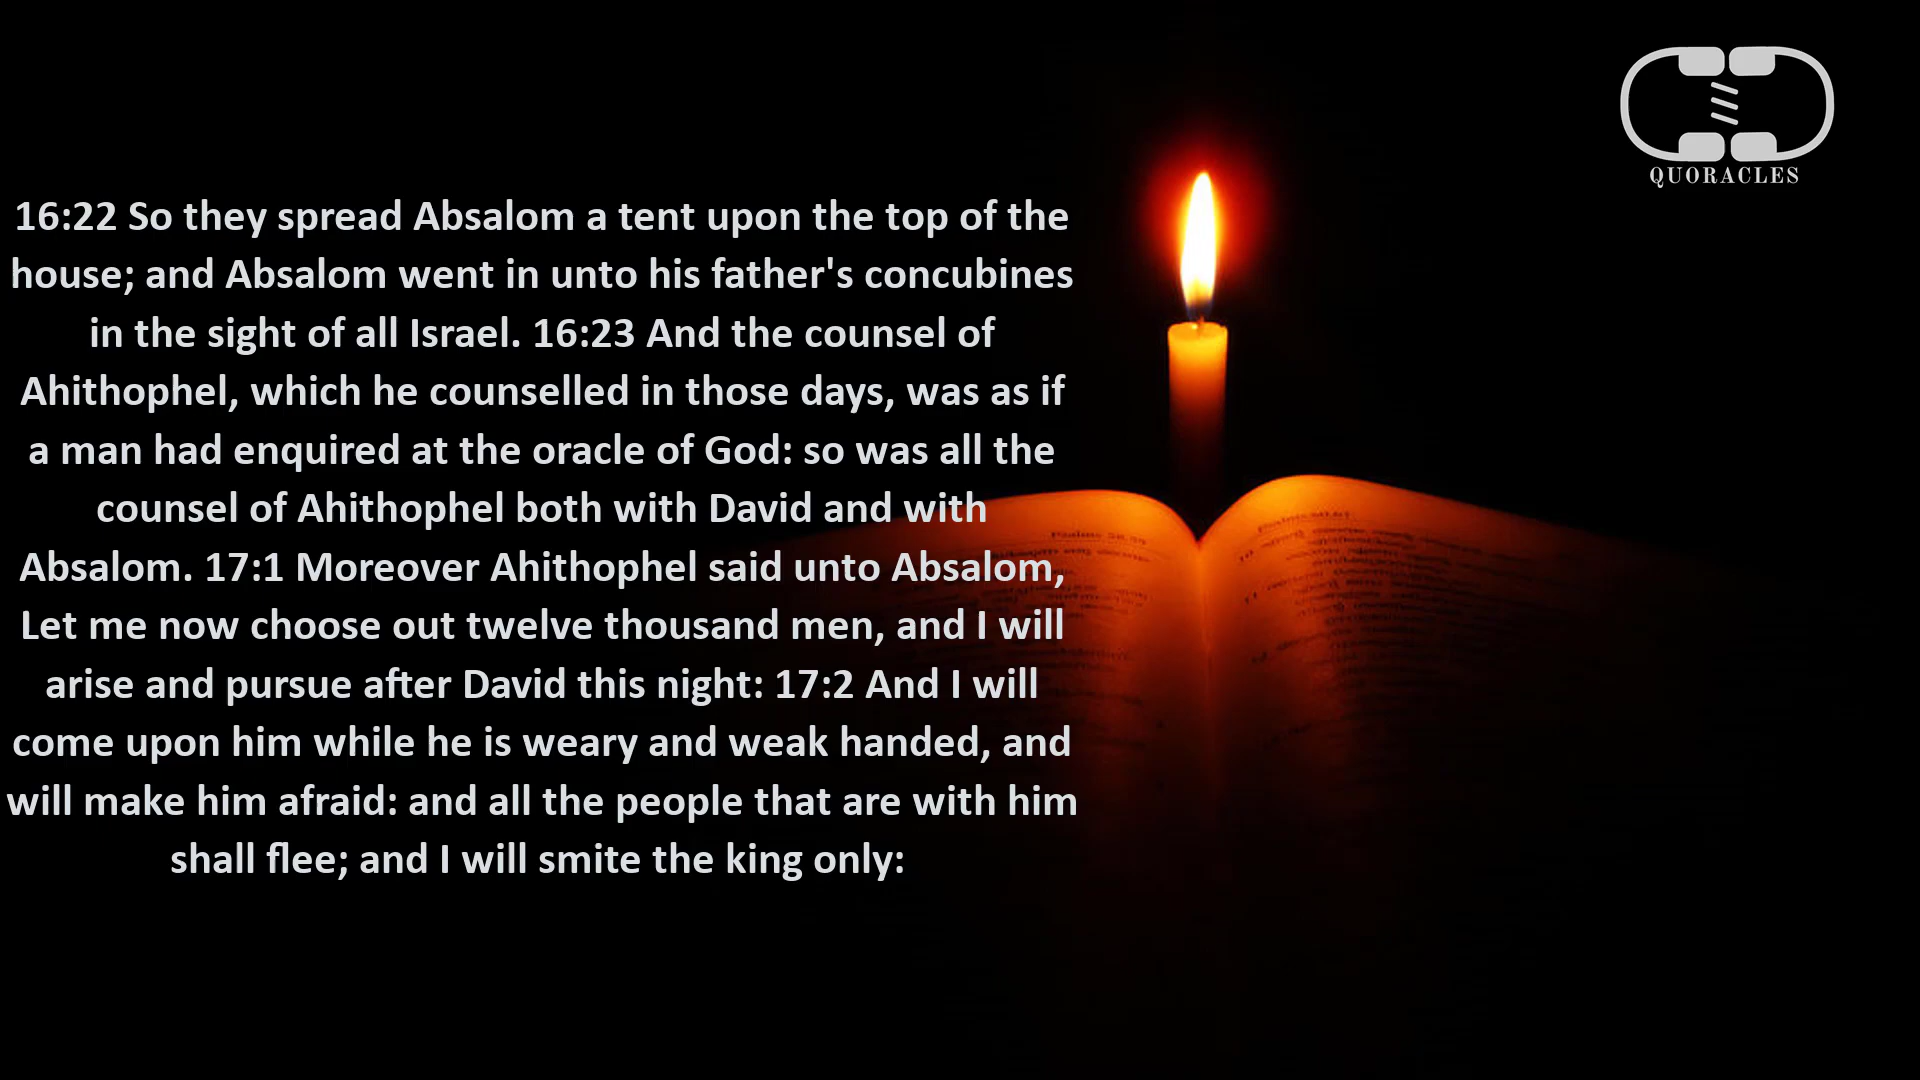 16:22 So they spread Absalom a tent upon the top of the
house; and Absalom went in unto his father's concubines
in the sight of all Israel. 16:23 And the counsel of
Ahithophel, which he counselled in those days, was as if
a man had enquired at the oracle of God: so was all the
counsel of Ahithophel both with David and with
Absalom. 17:1 Moreover Ahithophel said unto Absalom,
Let me now choose out twelve thousand men, and I will
arise and pursue after David this night: 17:2 And I will
come upon him while he is weary and weak handed, and
will make him afraid: and all the people that are with him
shall flee; and I will smite the king only:
QUORACLES